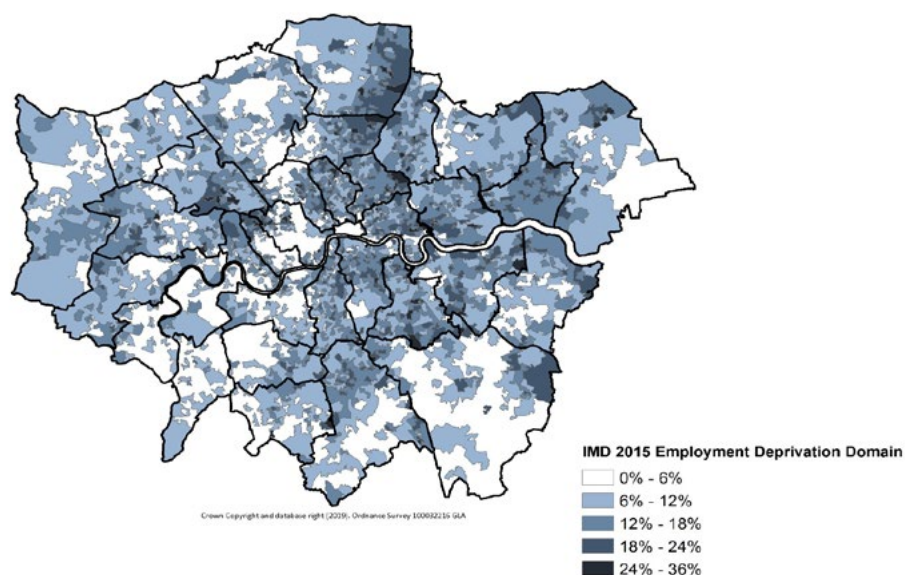 IMD 2015 Employment Deprivation Domain
0% - 6%
6% - 12%
12% - 18%
18% - 24%
24% - 36%
Crown Copyright and database right (2019). Ordnance Survey 100032216 GLA